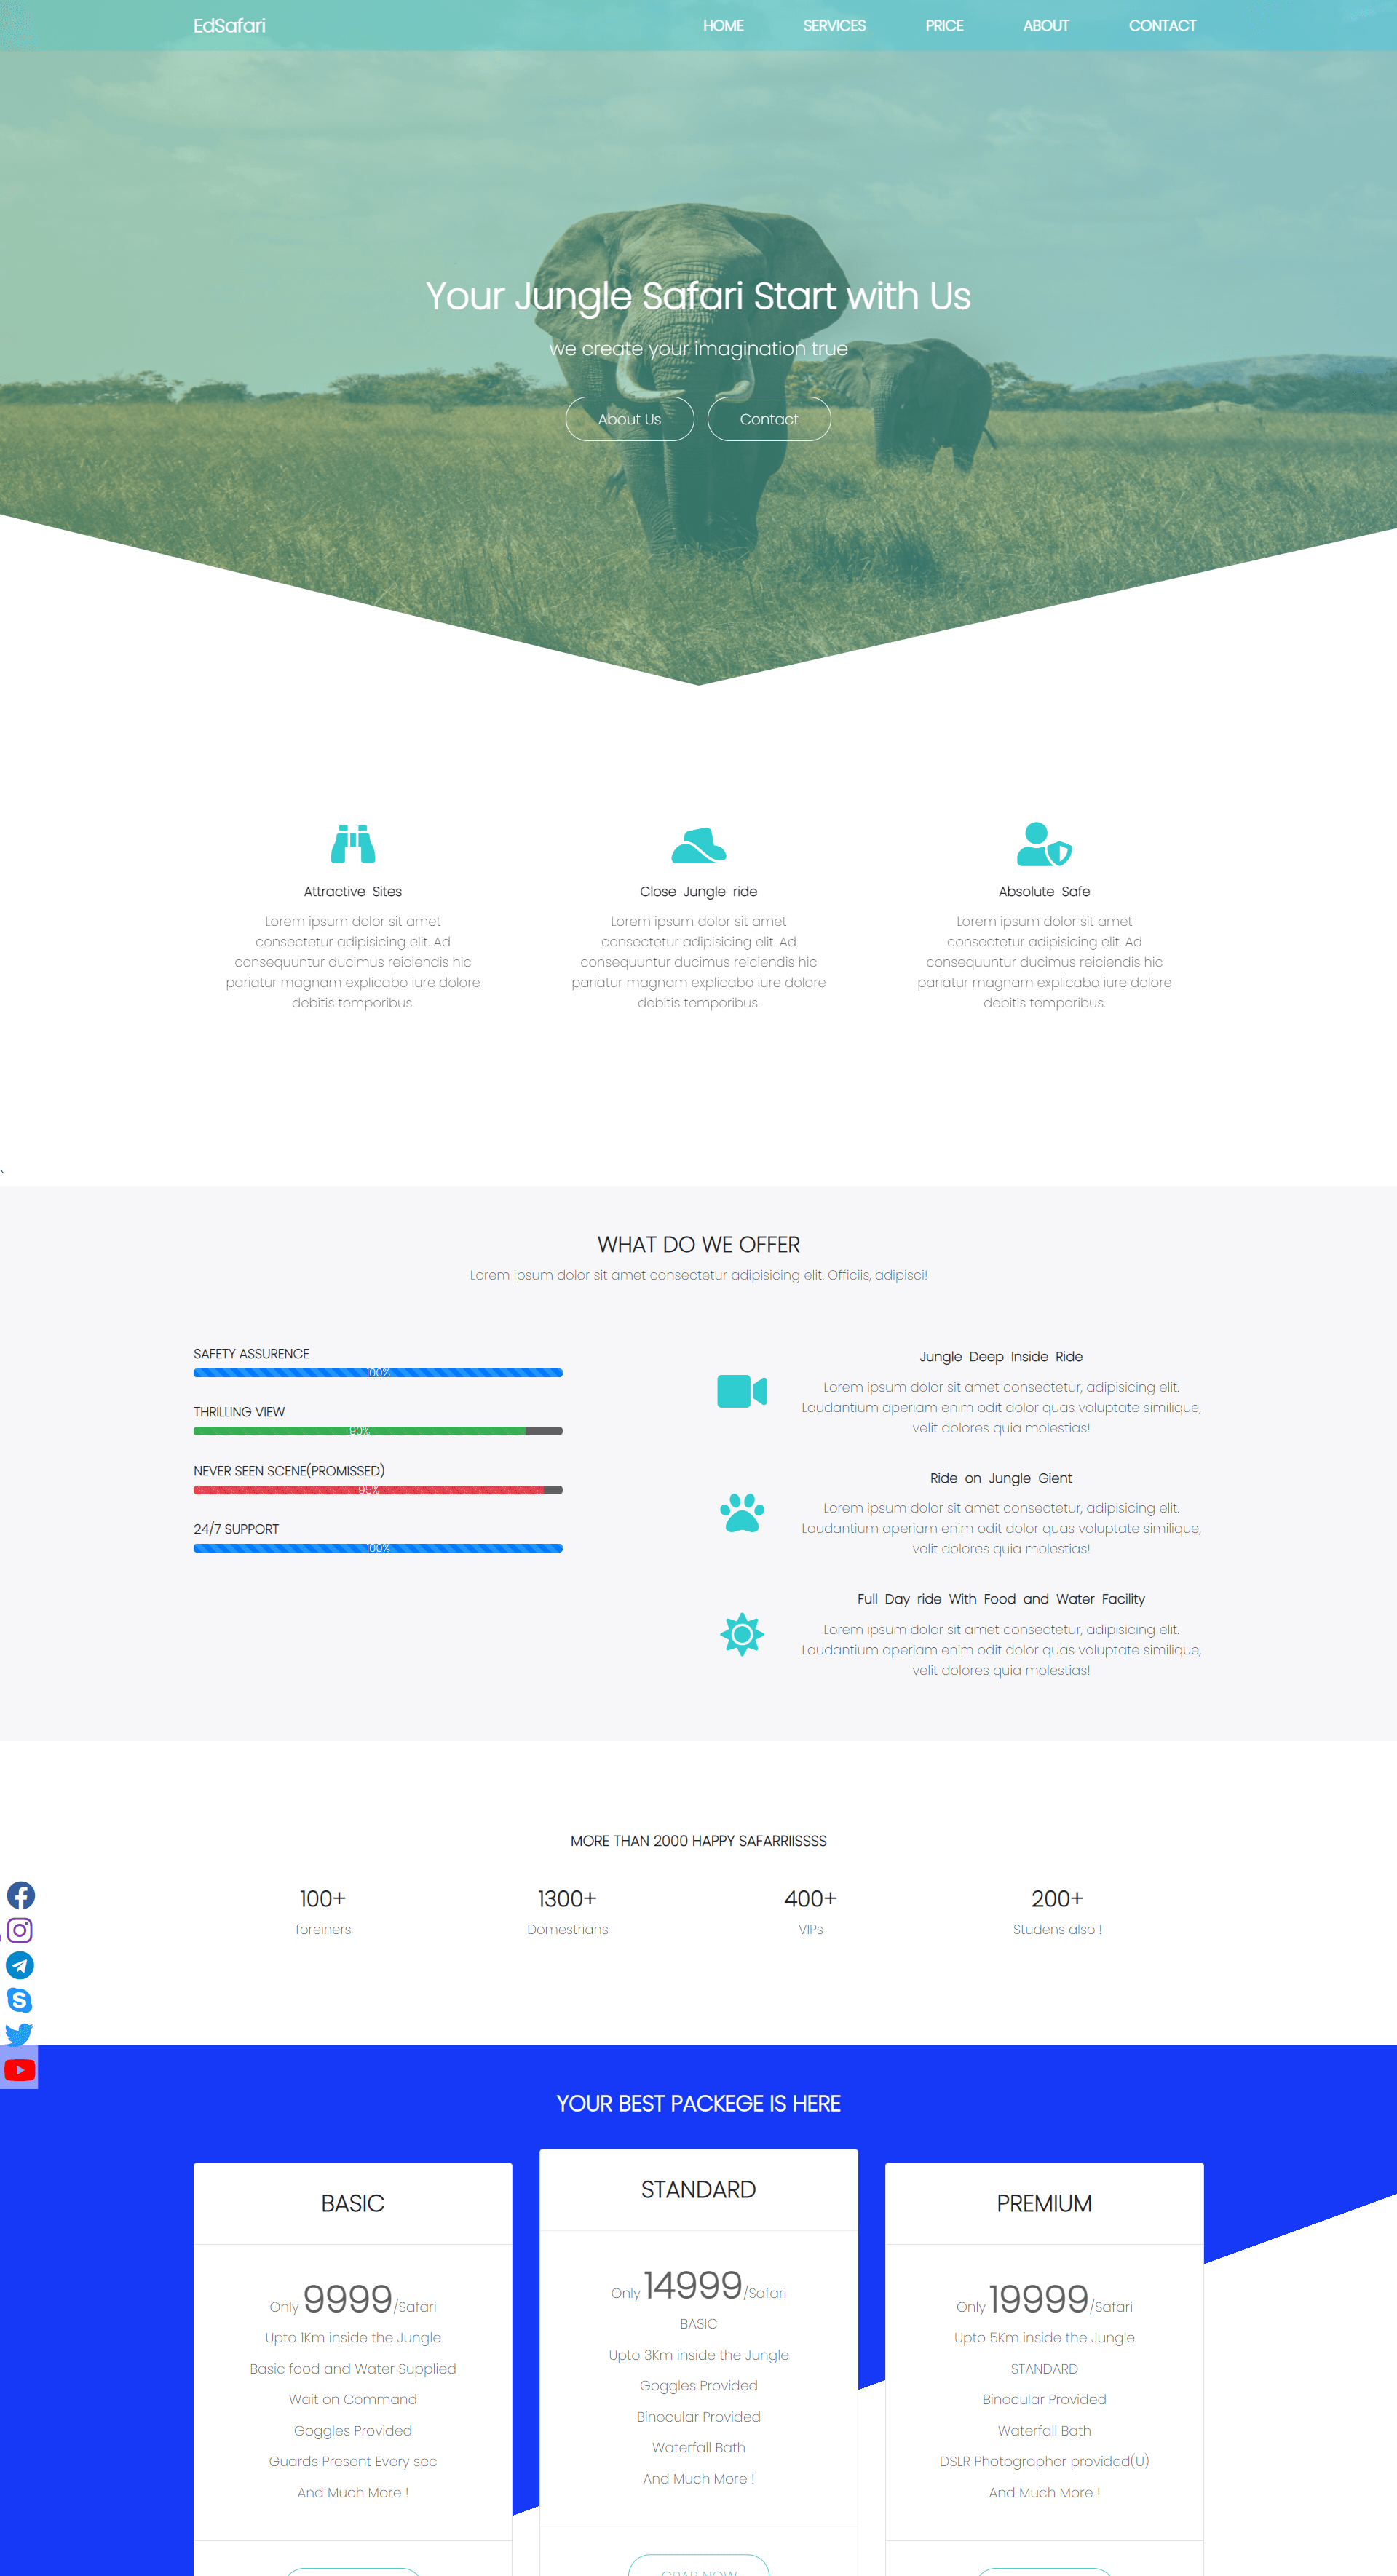 EdSafari
HOME
SERVICES
PRICE
ABOUT
CONTACT
Your Jungle Safari Start with Us
we create your imagination true
About Us
Contact
Attractive Sites
Lorem ipsum dolor sit amet
consectetur adipisicing elit. Ad
consequuntur ducimus reiciendis hic
pariatur magnam explicabo iure dolore
debitis temporibus.
Close Jungle ride
Lorem ipsum dolor sit amet
consectetur adipisicing elit. Ad
consequuntur ducimus reiciendis hic
pariatur magnam explicabo iure dolore
debitis temporibus.
Absolute Safe
Lorem ipsum dolor sit amet
consectetur adipisicing elit. Ad
consequuntur ducimus reiciendis hic
pariatur magnam explicabo iure dolore
debitis temporibus.
`
WHAT DO WE OFFER
Lorem ipsum dolor sit amet consectetur adipisicing elit. Officiis, adipisci!
SAFETY ASSURENCE
100%
THRILLING VIEW
90%
NEVER SEEN SCENE(PROMISSED)
95%
24/7 SUPPORT
100%
Jungle Deep Inside Ride
Lorem ipsum dolor sit amet consectetur, adipisicing elit.
Laudantium aperiam enim odit dolor quas voluptate similique,
velit dolores quia molestias!
Ride on Jungle Gient
Lorem ipsum dolor sit amet consectetur, adipisicing elit.
Laudantium aperiam enim odit dolor quas voluptate similique,
velit dolores quia molestias!
Full Day ride With Food and Water Facility
Lorem ipsum dolor sit amet consectetur, adipisicing elit.
Laudantium aperiam enim odit dolor quas voluptate similique,
velit dolores quia molestias!
MORE THAN 2000 HAPPY SAFARRIISSSS
100+
foreiners
1300+
Domestrians
400+
VIPs
200+
Studens also !
YOUR BEST PACKEGE IS HERE
BASIC
Only 9999/Safari
Upto 1Km inside the Jungle
Basic food and Water Supplied
Wait on Command
Goggles Provided
Guards Present Every sec
And Much More !
STANDARD
Only 14999/Safari
BASIC
Upto 3Km inside the Jungle
Goggles Provided
Binocular Provided
Waterfall Bath
And Much More !
GRAB NOW
PREMIUM
Only 19999/Safari
Upto 5Km inside the Jungle
STANDARD
Binocular Provided
Waterfall Bath
DSLR Photographer provided(U)
And Much More !